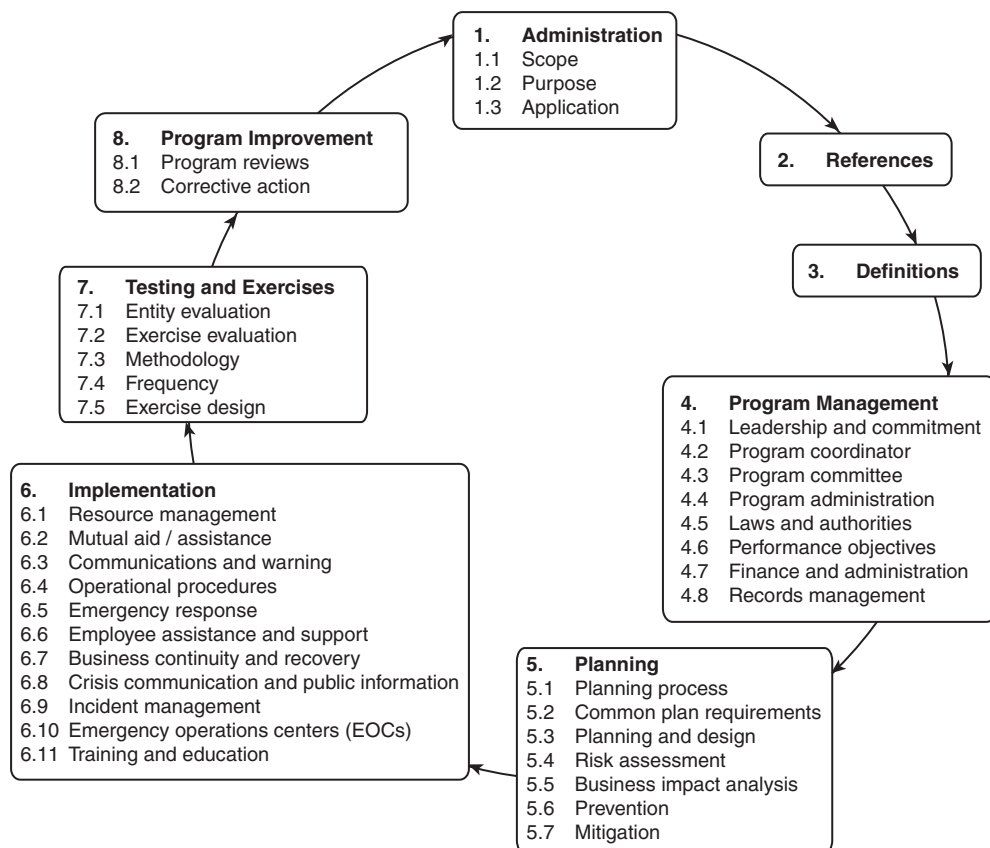 1. Administration
1.1 Scope
1.2 Purpose
1.3 Application
2. References
3. Definitions
4. Program Management
4.1 Leadership and commitment
4.2 Program coordinator
4.3 Program committee
4.4 Program administration
4.5 Laws and authorities
4.6 Performance objectives
4.7 Finance and administration
4.8 Records management
5. Planning
5.1 Planning process
5.2 Common plan requirements
5.3 Planning and design
5.4 Risk assessment
5.5 Business impact analysis
5.6 Prevention
5.7 Mitigation
6. Implementation
6.1 Resource management
6.2 Mutual aid / assistance
6.3 Communications and warning
6.4 Operational procedures
6.5 Emergency response
6.6 Employee assistance and support
6.7 Business continuity and recovery
6.8 Crisis communication and public information
6.9 Incident management
6.10 Emergency operations centers (EOCs)
6.11 Training and education
7. Testing and Exercises
7.1 Entity evaluation
7.2 Exercise evaluation
7.3 Methodology
7.4 Frequency
7.5 Exercise design
8. Program Improvement
8.1 Program reviews
8.2 Corrective action